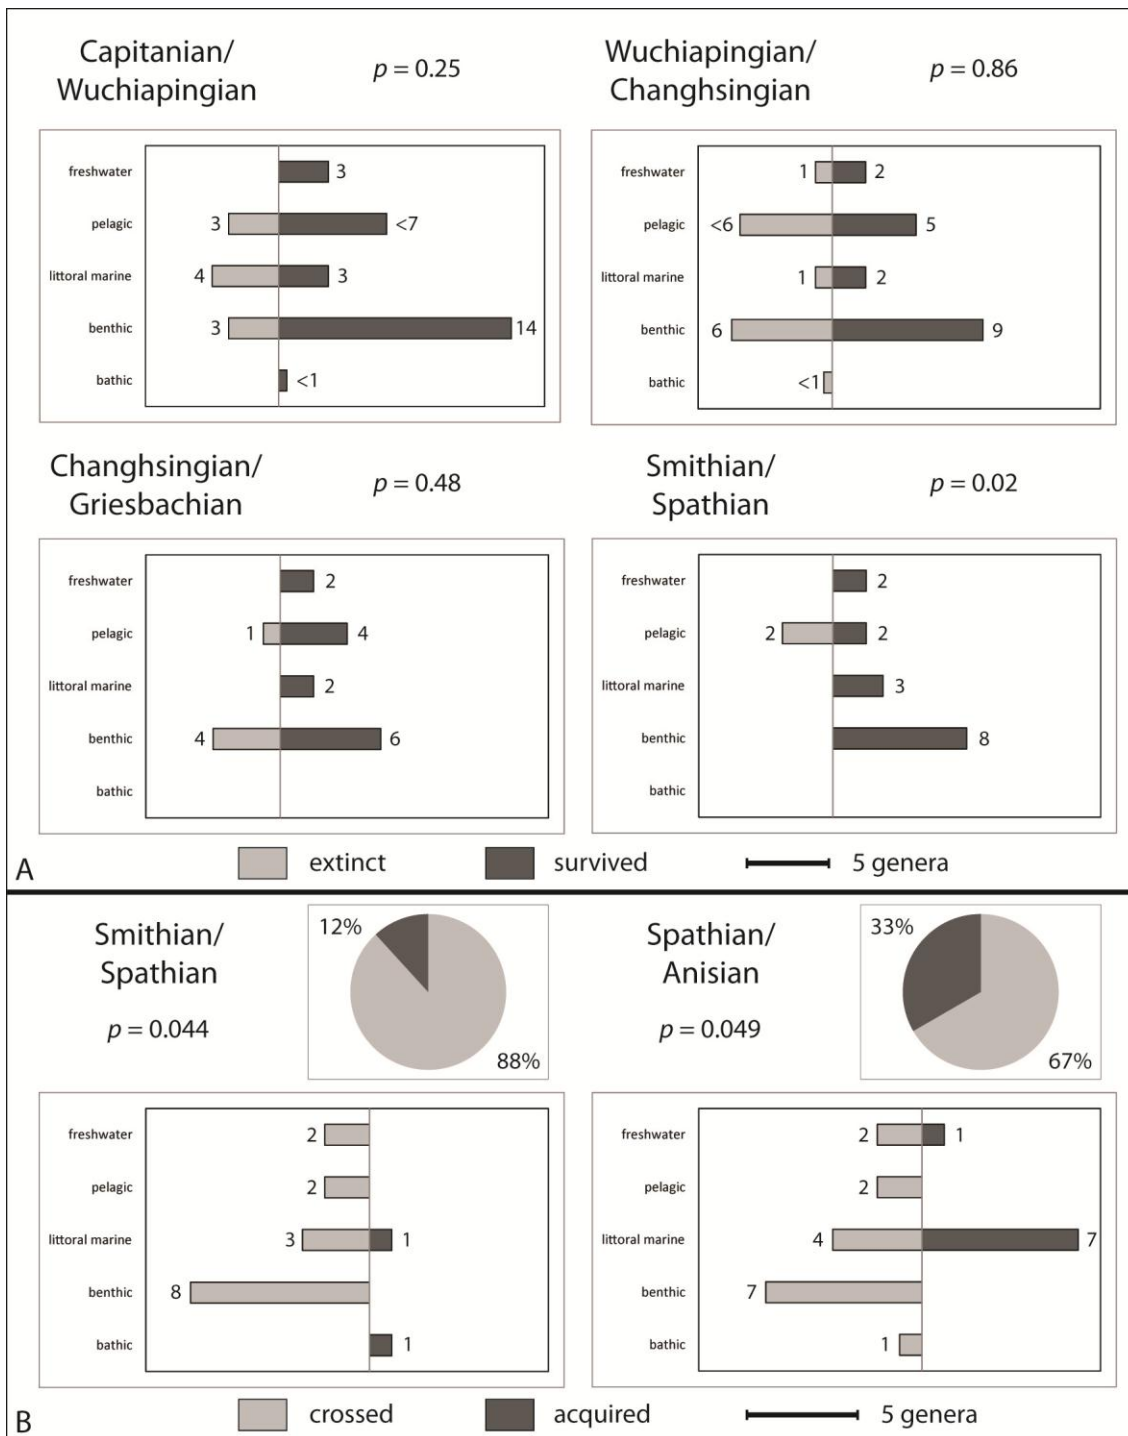 Capitanian/
Wuchiapingian
p = 0.25
freshwater 3
pelagic 3 <7
littoral marine 4 3
benthic 3 14
bathic <1
Wuchiapingian/
Changhsingian
p = 0.86
freshwater 1 2
pelagic <6 5
littoral marine 1 2
benthic 6 9
bathic <1
Changhsingian/
Griesbachian
p = 0.48
freshwater 2
pelagic 1 4
littoral marine 2
benthic 4 6
bathic
Smithian/
Spathian
p = 0.02
freshwater 2
pelagic 2 2
littoral marine 3
benthic 8
bathic
A
extinct survived 5 genera
Smithian/
Spathian
p = 0.044
12%
88%
freshwater 2
pelagic 2
littoral marine 3 1
benthic 8
bathic 1
Spathian/
Anisian
p = 0.049
33%
67%
freshwater 2 1
pelagic 2
littoral marine 4 7
benthic 7
bathic 1
B
crossed acquired 5 genera